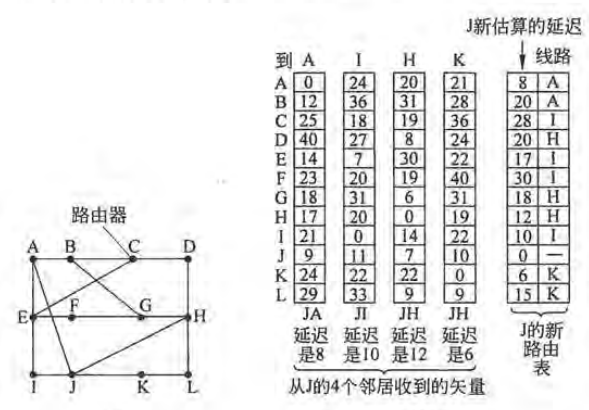 J新估算的延迟
到 A I H K 线路
A 0 24 20 21 8 A
B 12 36 31 28 20 A
C 25 18 19 36 28 I
D 40 27 8 24 20 H
E 14 7 30 22 17 I
F 23 20 19 40 30 I
G 18 31 6 31 18 H
H 17 20 0 19 12 H
I 21 0 14 22 10 I
J 9 11 7 10 0 —
K 24 22 22 0 6 K
L 29 33 9 9 15 K
JA JI JH JH
延迟 延迟 延迟 延迟
是8 是10 是12 是6
从J的4个邻居收到的矢量
J的新
路由
表
路由器
A B C D
E F G H
I J K L